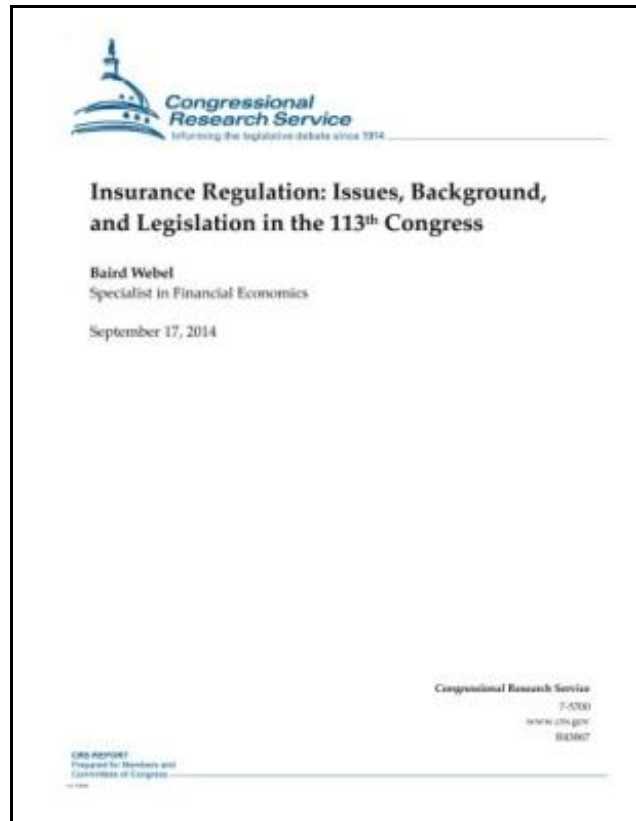 Congressional
Research Service
Informing the legislative debate since 1914
Insurance Regulation: Issues, Background,
and Legislation in the 113th Congress
Baird Webel
Specialist in Financial Economics
September 17, 2014
Congressional Research Service
7-5700
www.crs.gov
R43067
CRS REPORT
Prepared for Members and
Committees of Congress